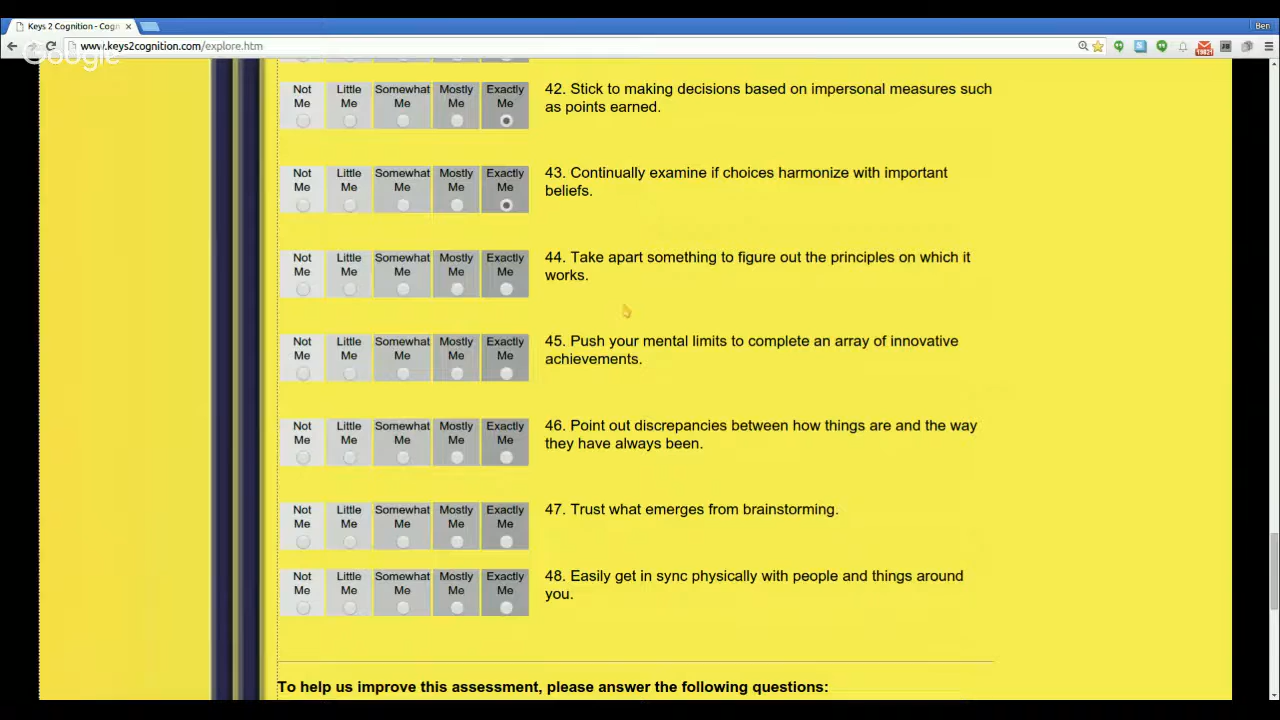 Keys 2 Cognition - Cogn
Ben
www.keys2cognition.com/explore.htm
Google
19821
Not Me Little Me Somewhat Me Mostly Me Exactly Me
42. Stick to making decisions based on impersonal measures such
as points earned.
Not Me Little Me Somewhat Me Mostly Me Exactly Me
43. Continually examine if choices harmonize with important
beliefs.
Not Me Little Me Somewhat Me Mostly Me Exactly Me
44. Take apart something to figure out the principles on which it
works.
Not Me Little Me Somewhat Me Mostly Me Exactly Me
45. Push your mental limits to complete an array of innovative
achievements.
Not Me Little Me Somewhat Me Mostly Me Exactly Me
46. Point out discrepancies between how things are and the way
they have always been.
Not Me Little Me Somewhat Me Mostly Me Exactly Me
47. Trust what emerges from brainstorming.
Not Me Little Me Somewhat Me Mostly Me Exactly Me
48. Easily get in sync physically with people and things around
you.
To help us improve this assessment, please answer the following questions: